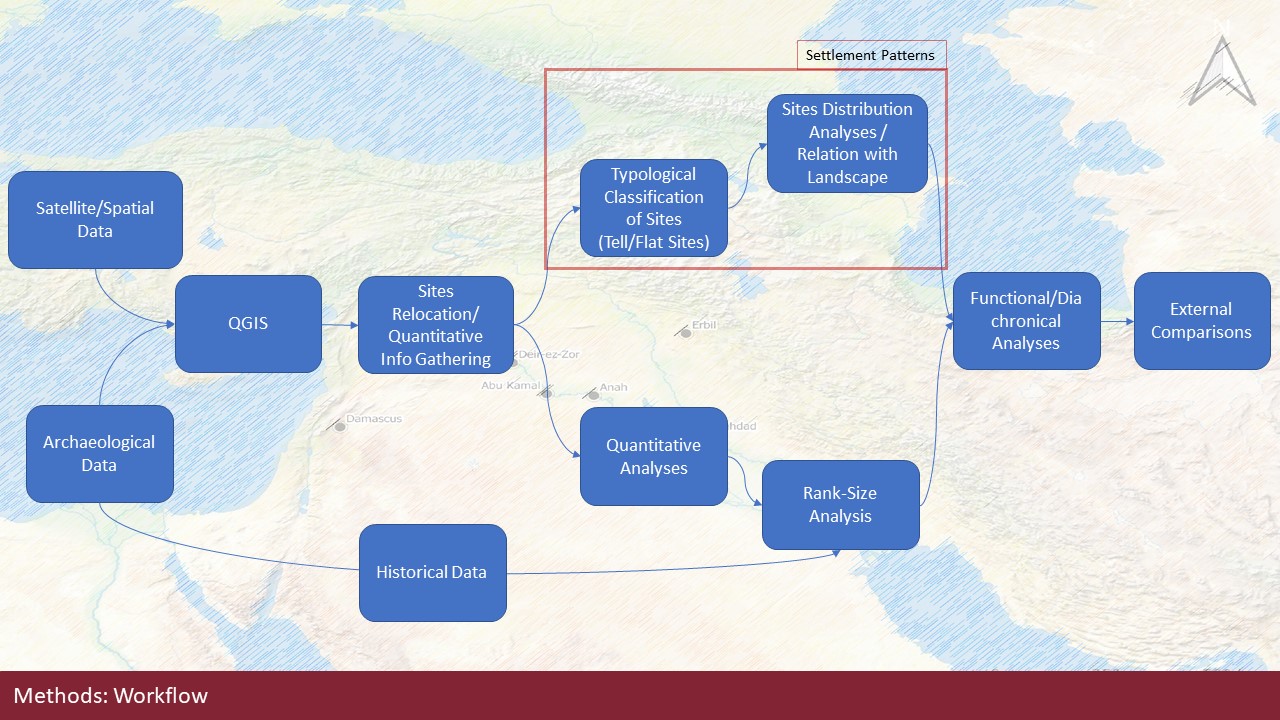 N
Settlement Patterns
Sites Distribution
Analyses /
Relation with
Landscape
Typological
Classification
of Sites
(Tell/Flat Sites)
Satellite/Spatial
Data
QGIS
Sites
Relocation/
Quantitative
Info Gathering
Functional/Dia
chronical
Analyses
External
Comparisons
Erbil
Deir-ez-Zor
Abu Kamal
Anah
Damascus
hdad
Archaeological
Data
Quantitative
Analyses
Rank-Size
Analysis
Historical Data
Methods: Workflow